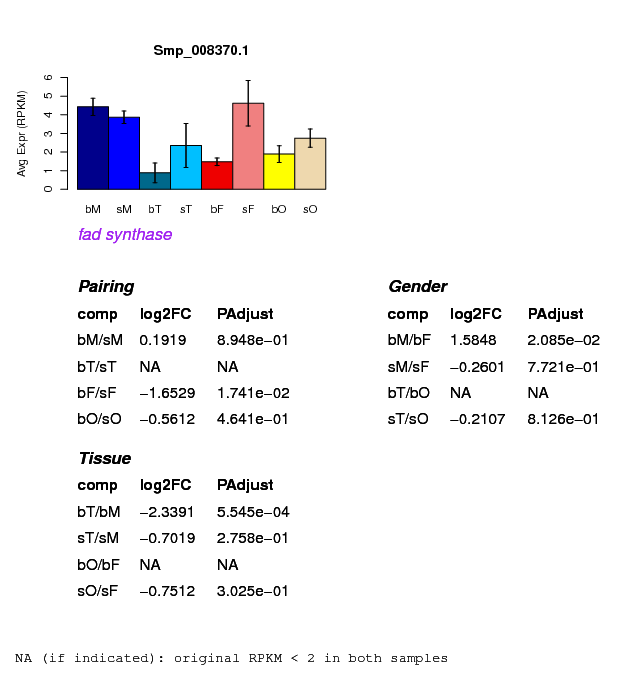 Smp_008370.1
Avg Expr (RPKM)
0 1 2 3 4 5 6
bM sM bT sT bF sF bO sO
fad synthase
Pairing
comp log2FC PAdjust
bM/sM 0.1919 8.948e−01
bT/sT NA NA
bF/sF −1.6529 1.741e−02
bO/sO −0.5612 4.641e−01
Gender
comp log2FC PAdjust
bM/bF 1.5848 2.085e−02
sM/sF −0.2601 7.721e−01
bT/bO NA NA
sT/sO −0.2107 8.126e−01
Tissue
comp log2FC PAdjust
bT/bM −2.3391 5.545e−04
sT/sM −0.7019 2.758e−01
bO/bF NA NA
sO/sF −0.7512 3.025e−01
NA (if indicated): original RPKM < 2 in both samples